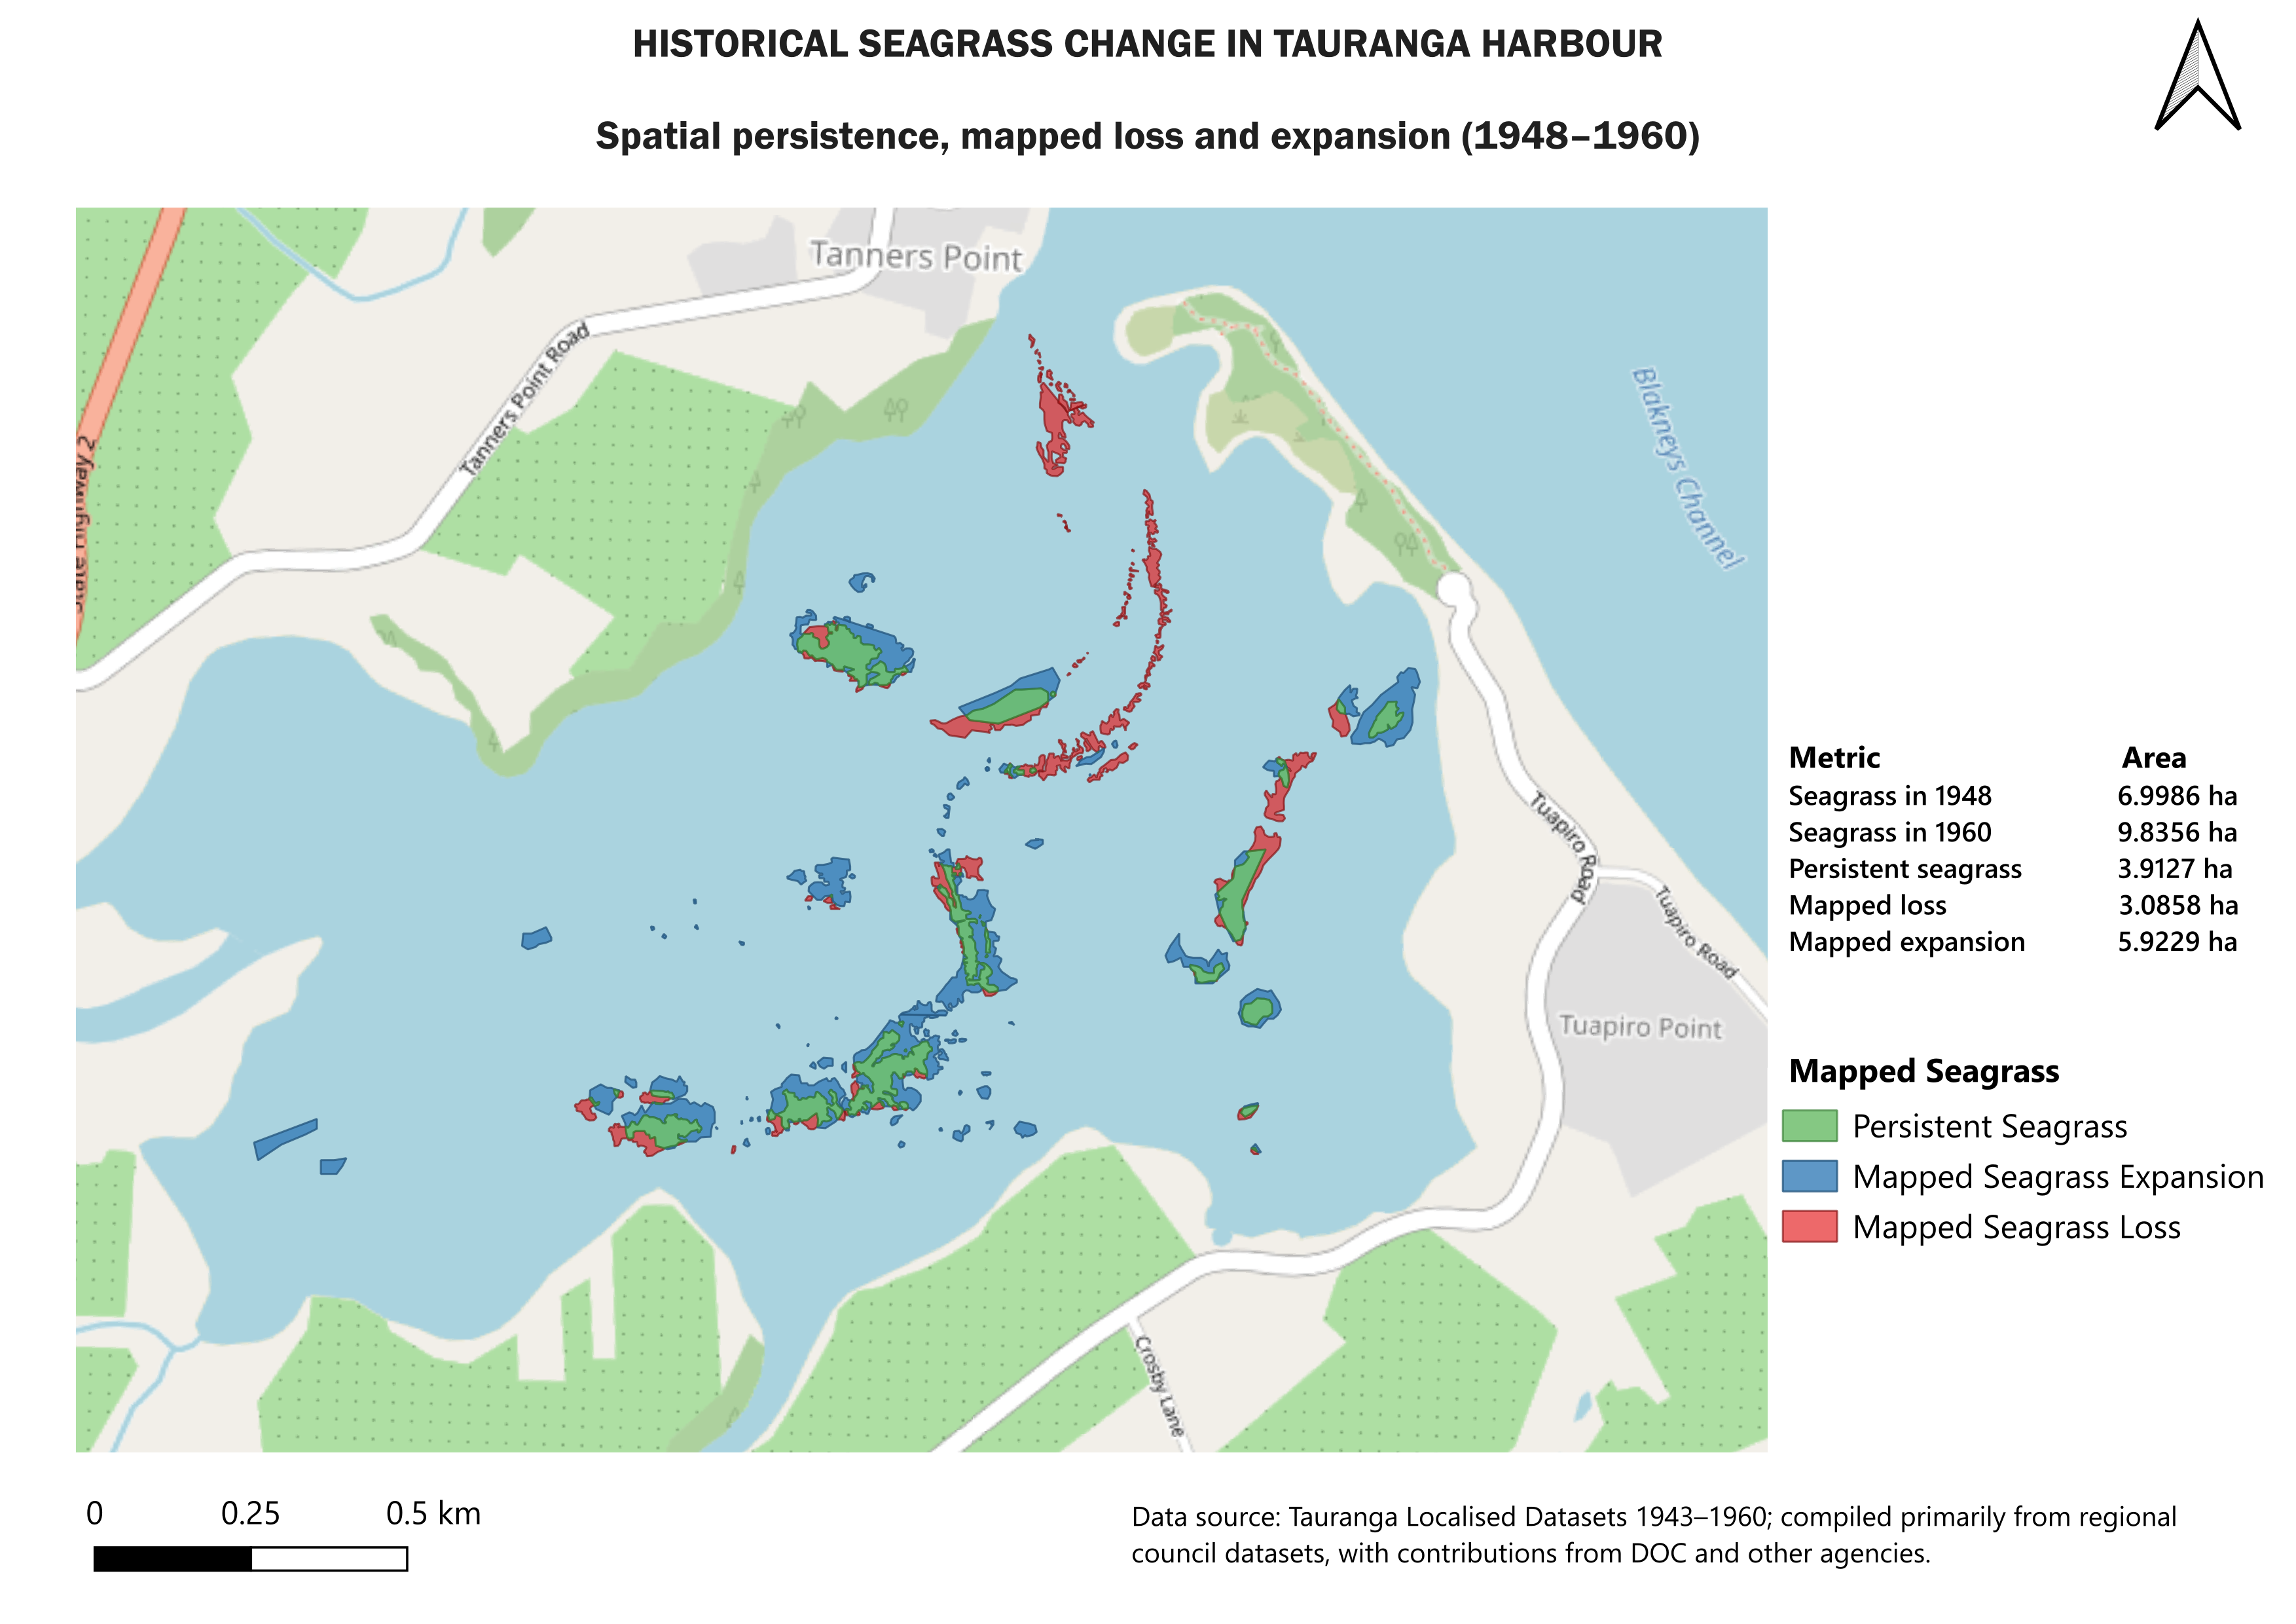 HISTORICAL SEAGRASS CHANGE IN TAURANGA HARBOUR
Spatial persistence, mapped loss and expansion (1948–1960)
Tanners Point
Tanners Point Road
State Highway 2
Blakneys Channel
Tuapiro Road
Tuapiro Road
Tuapiro Point
Crosby Lane
Metric Area
Seagrass in 1948 6.9986 ha
Seagrass in 1960 9.8356 ha
Persistent seagrass 3.9127 ha
Mapped loss 3.0858 ha
Mapped expansion 5.9229 ha
Mapped Seagrass
Persistent Seagrass
Mapped Seagrass Expansion
Mapped Seagrass Loss
0 0.25 0.5 km
Data source: Tauranga Localised Datasets 1943–1960; compiled primarily from regional
council datasets, with contributions from DOC and other agencies.